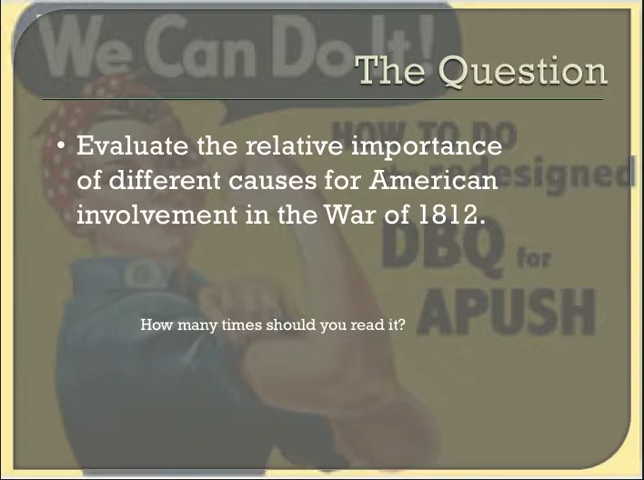 We Can Do It!
The Question
HOW TO DO
• Evaluate the relative importance
redesigned
of different causes for American
involvement in the War of 1812.
DBQ for
How many times should you read it?
APUSH